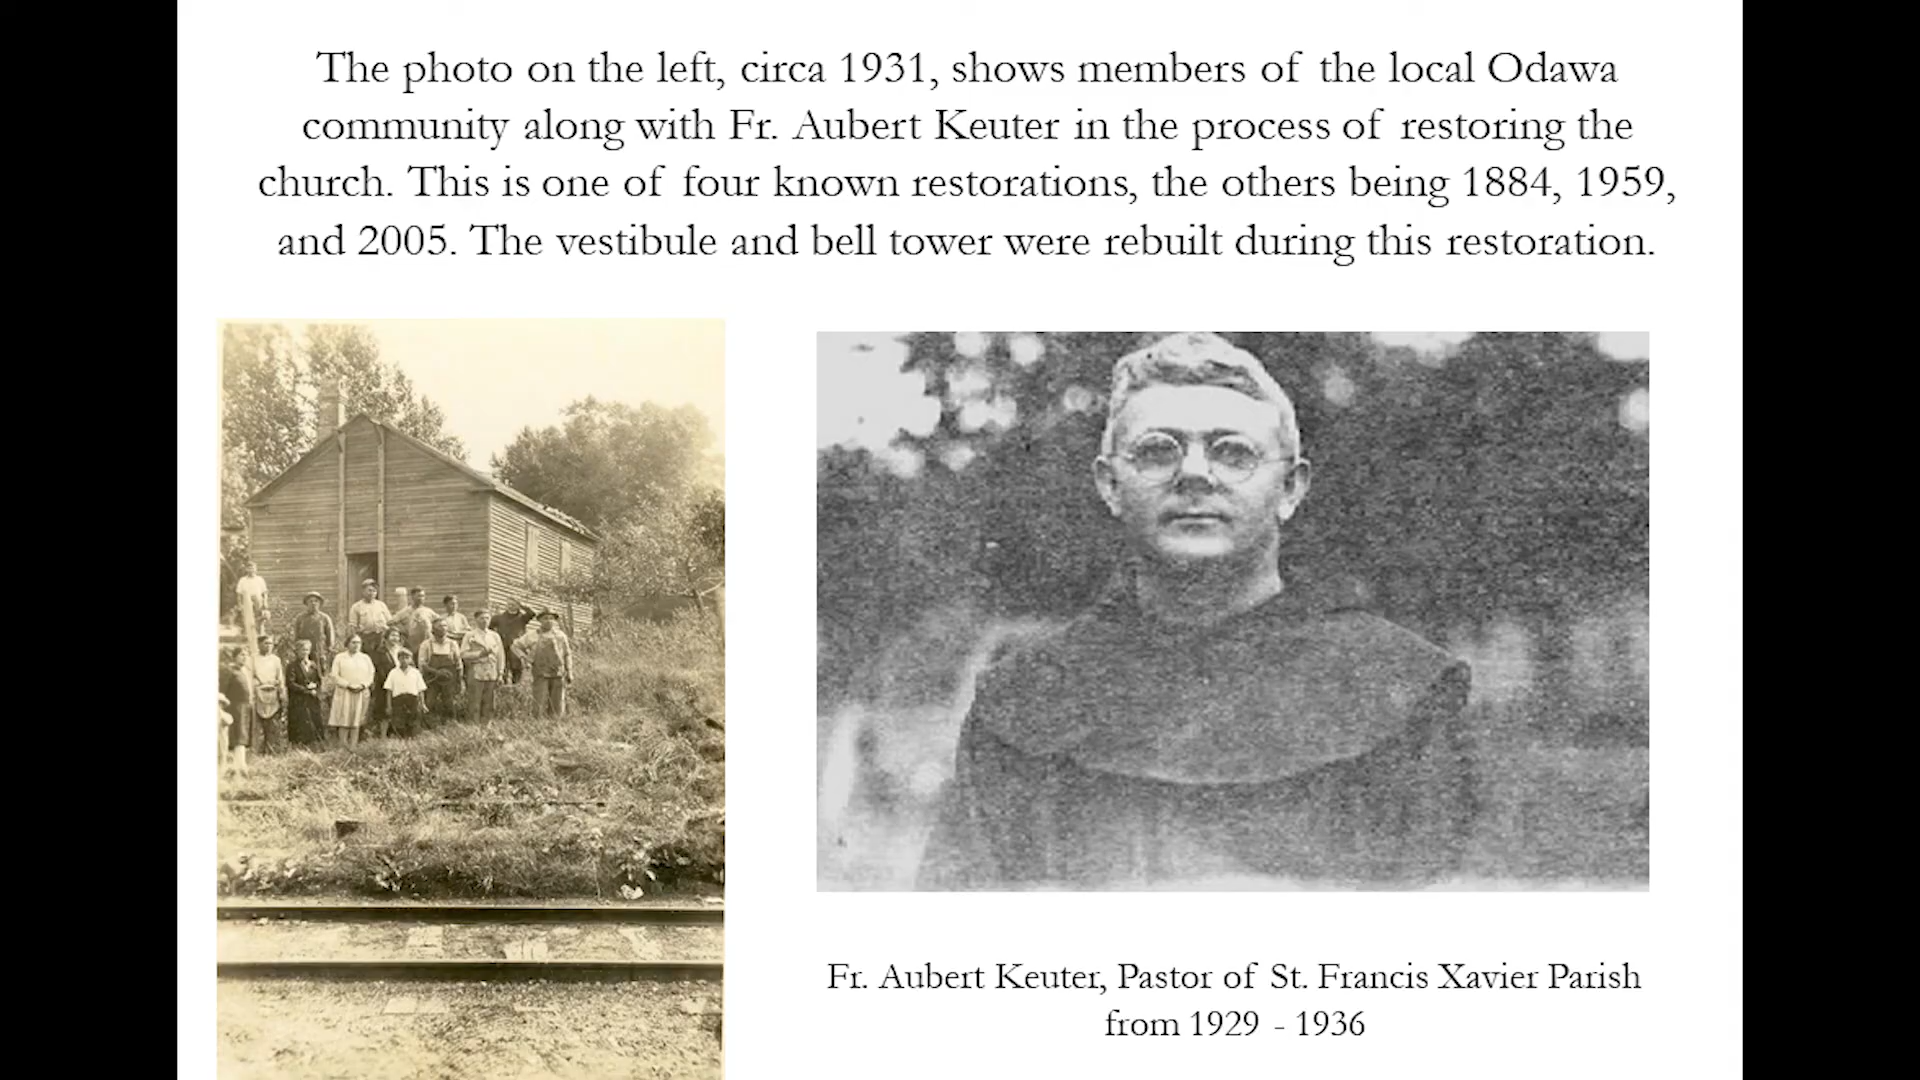 The photo on the left, circa 1931, shows members of the local Odawa
community along with Fr. Aubert Keuter in the process of restoring the
church. This is one of four known restorations, the others being 1884, 1959,
and 2005. The vestibule and bell tower were rebuilt during this restoration.
Fr. Aubert Keuter, Pastor of St. Francis Xavier Parish
from 1929 - 1936